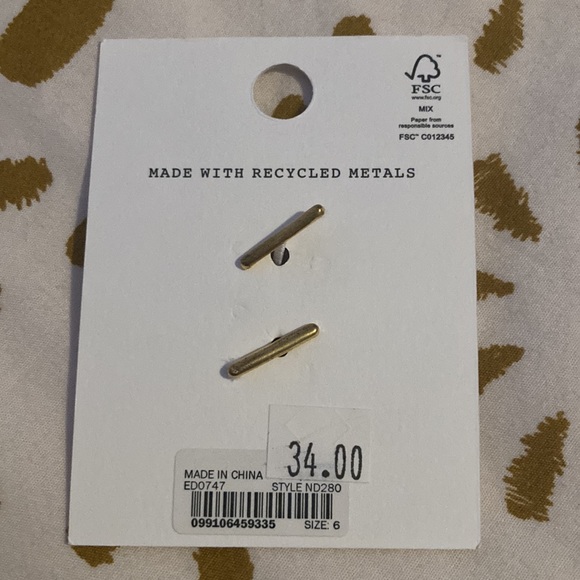 FSC™
www.fsc.org
MIX
Paper from
responsible sources
FSC™ C012345
MADE WITH RECYCLED METALS
34.00
MADE IN CHINA
ED0747 STYLE ND280
099106459335 SIZE: 6